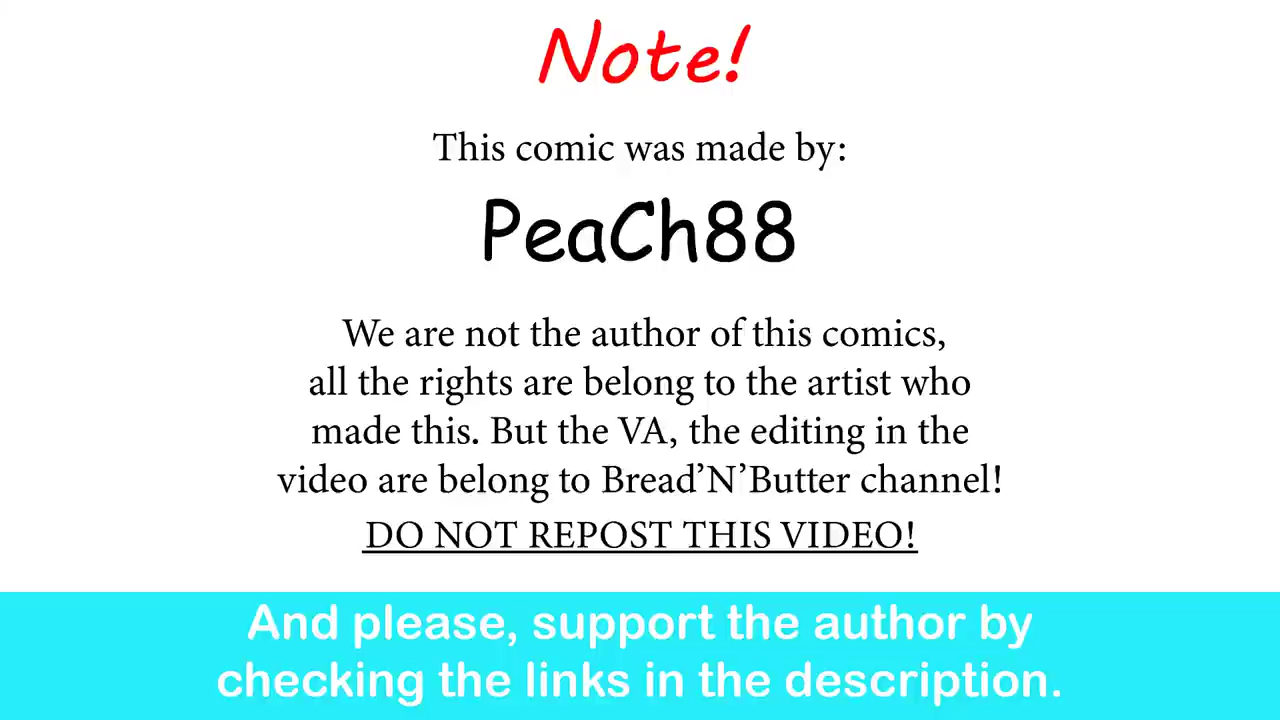 Note!
This comic was made by:
PeaCh88
We are not the author of this comics,
all the rights are belong to the artist who
made this. But the VA, the editing in the
video are belong to Bread’N’Butter channel!
DO NOT REPOST THIS VIDEO!
And please, support the author by
checking the links in the description.